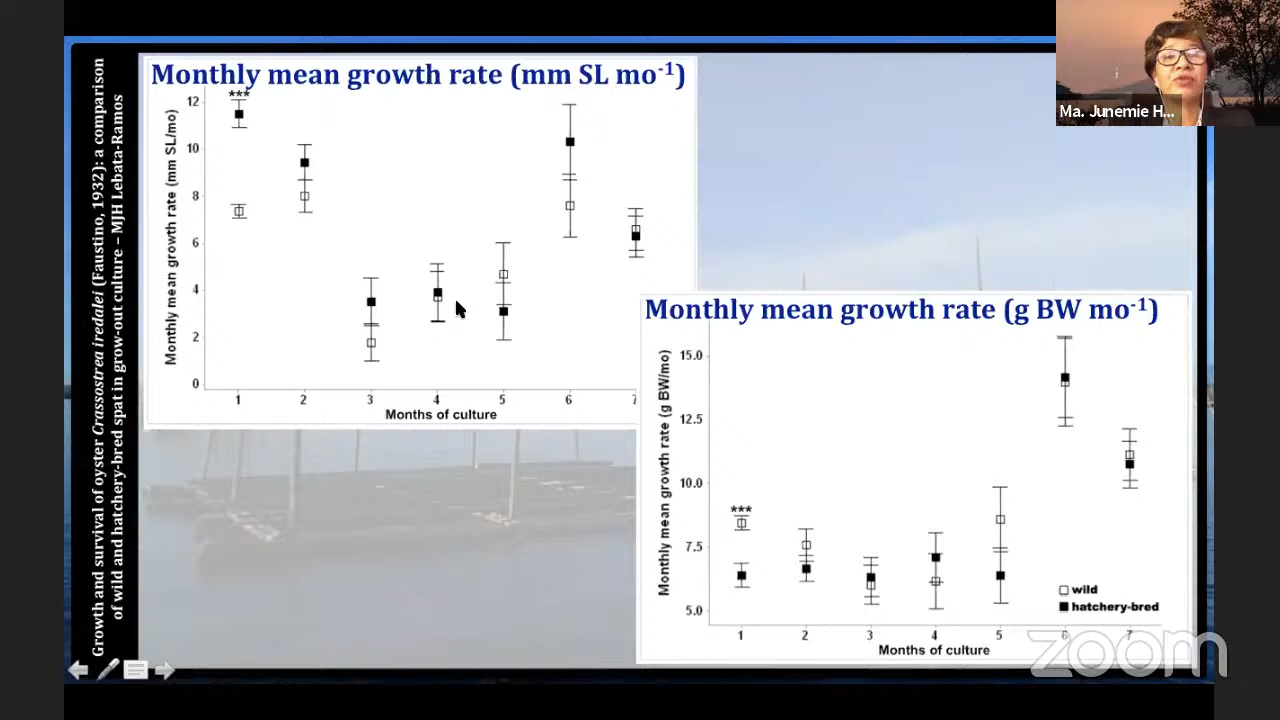 Growth and survival of oyster Crassostrea iredalei (Faustino, 1932): a comparison
of wild and hatchery-bred spat in grow-out culture – MJH Lebata-Ramos
Monthly mean growth rate (mm SL mo-1)
***
Monthly mean growth rate (mm SL/mo)
12
10
8
6
4
2
0
1 2 3 4 5 6 7
Months of culture
Ma. Junemie H...
Monthly mean growth rate (g BW mo-1)
Monthly mean growth rate (g BW/mo)
15.0
12.5
10.0
7.5
5.0
***
wild
hatchery-bred
1 2 3 4 5 6 7
Months of culture
zoom